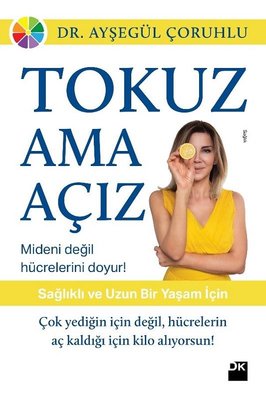 DR. AYŞEGÜL ÇORUHLU
TOKUZ
AMA
AÇIZ
Sağlık
Mideni değil
hücrelerini doyur!
Sağlıklı ve Uzun Bir Yaşam İçin
Çok yediğin için değil, hücrelerin
aç kaldığı için kilo alıyorsun!
DK